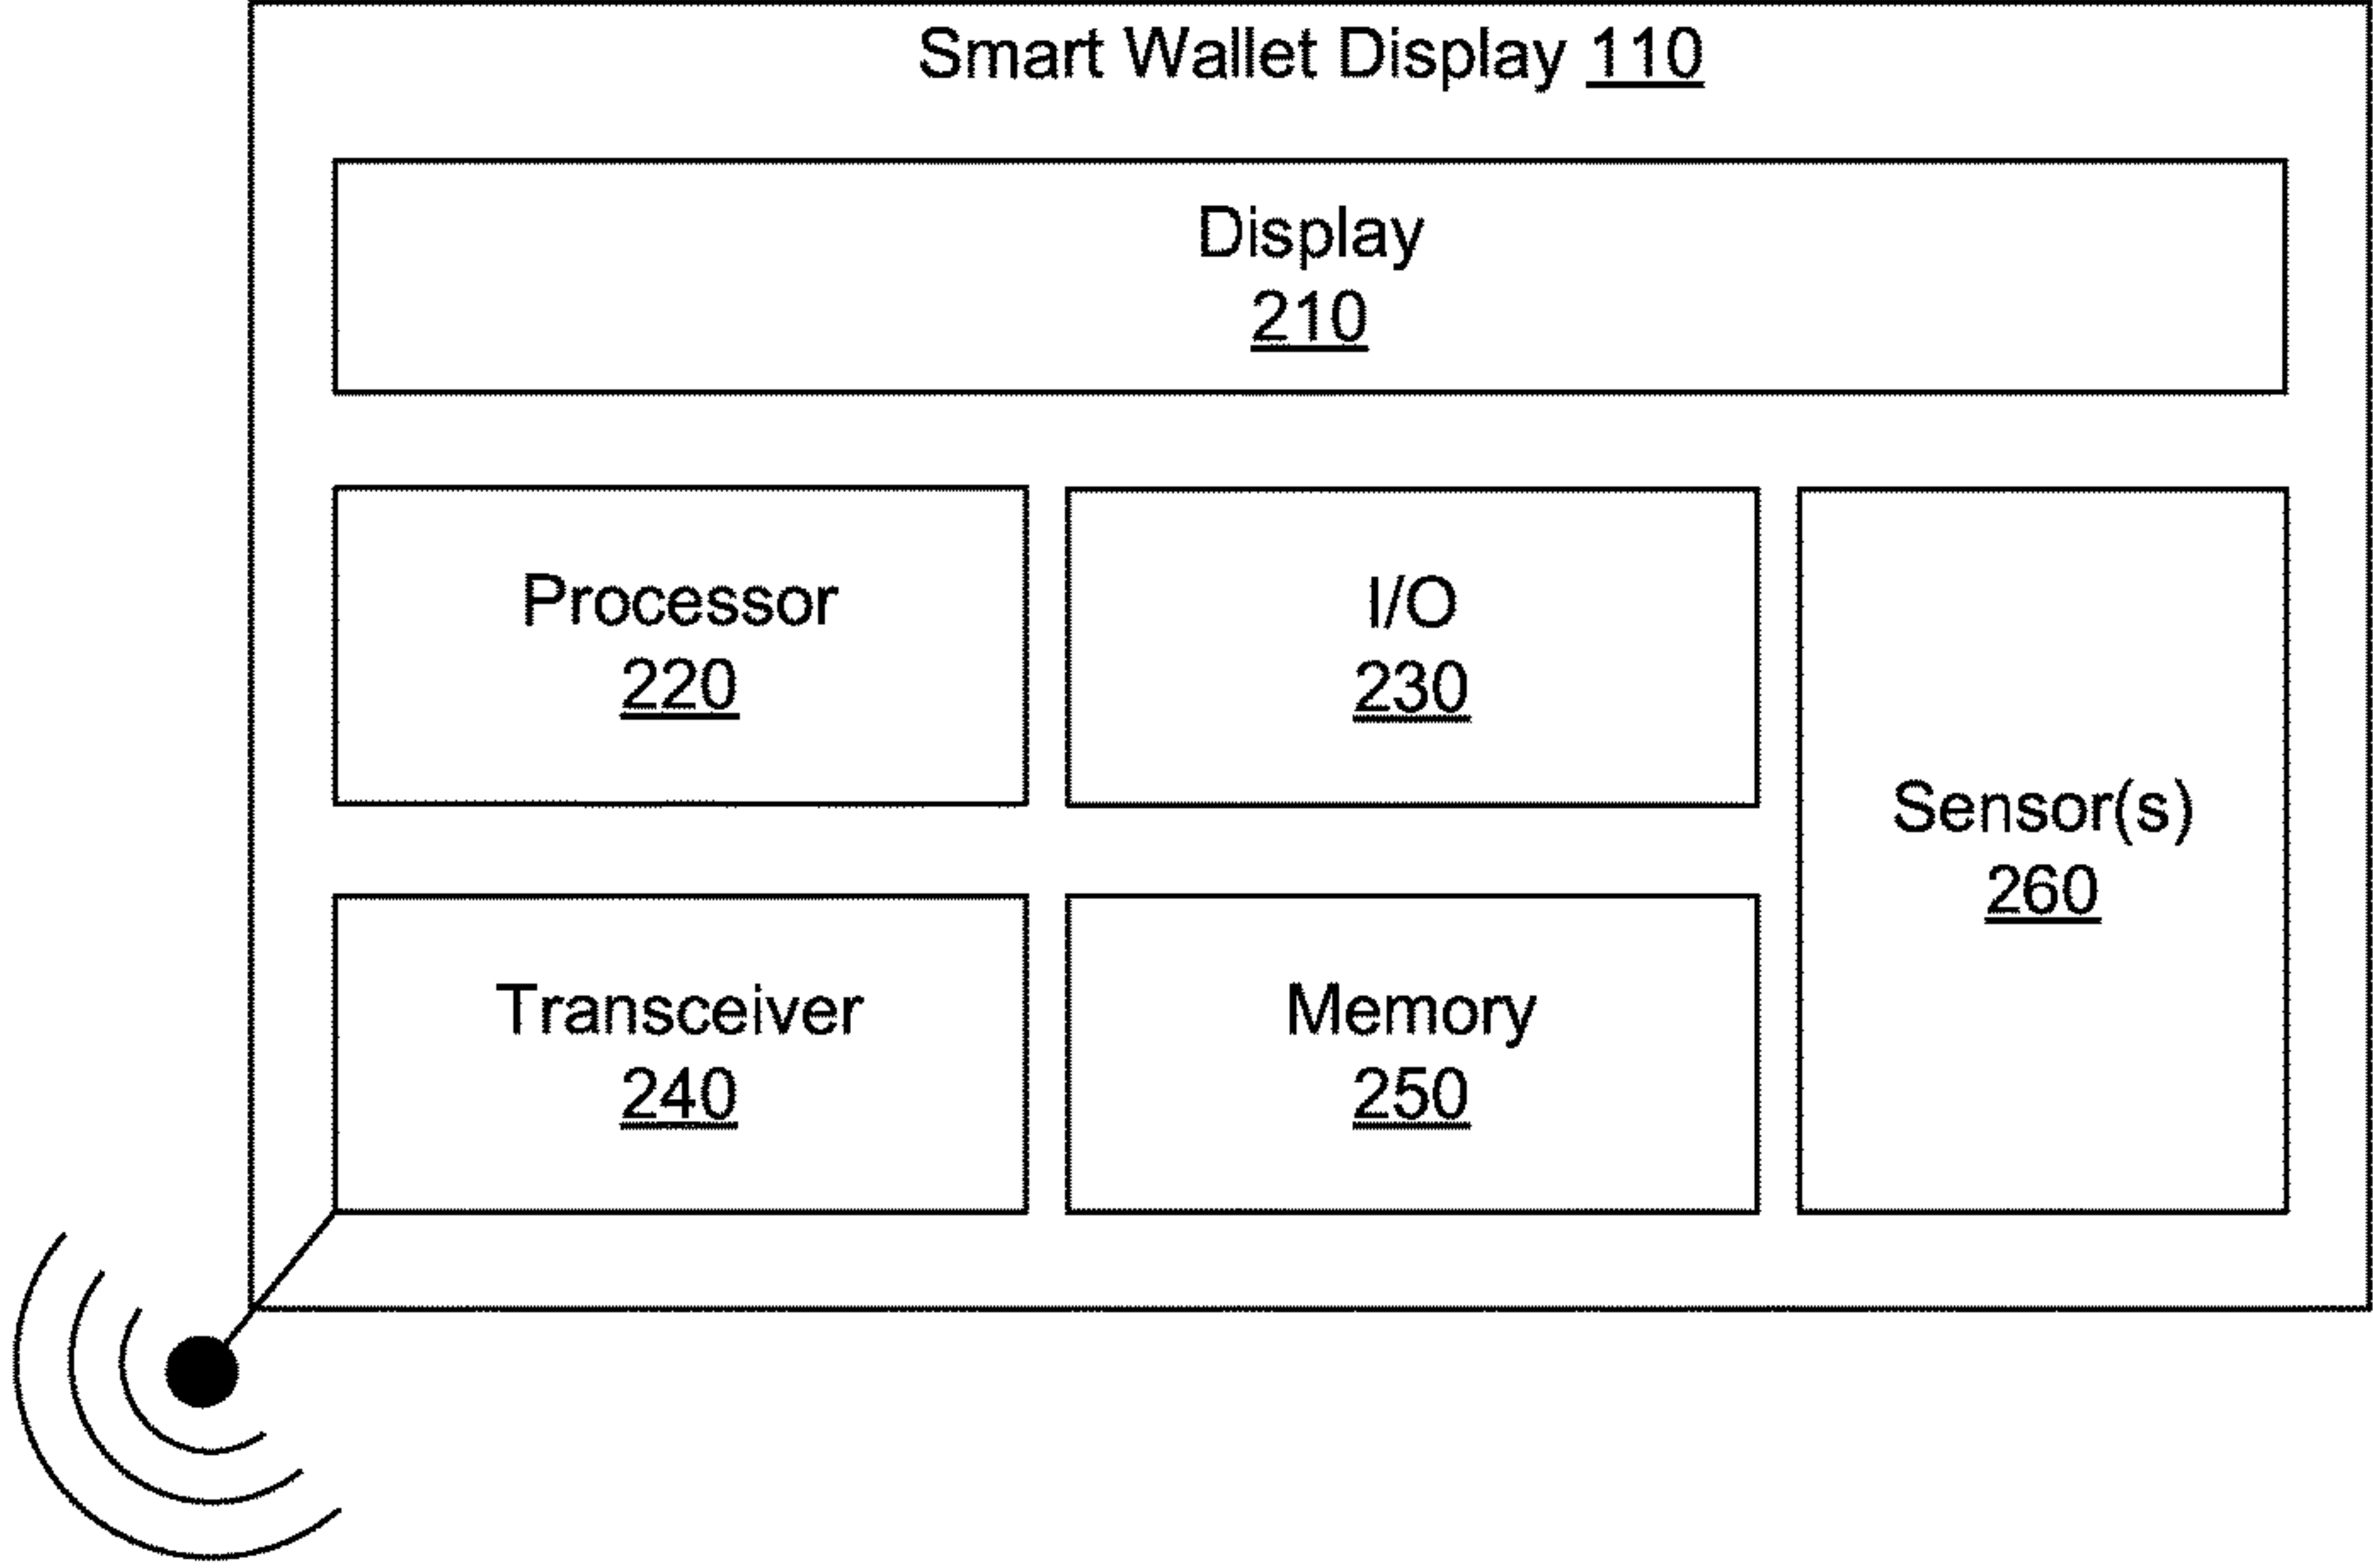 Smart Wallet Display 110
Display
210
Processor
220
I/O
230
Sensor(s)
260
Transceiver
240
Memory
250